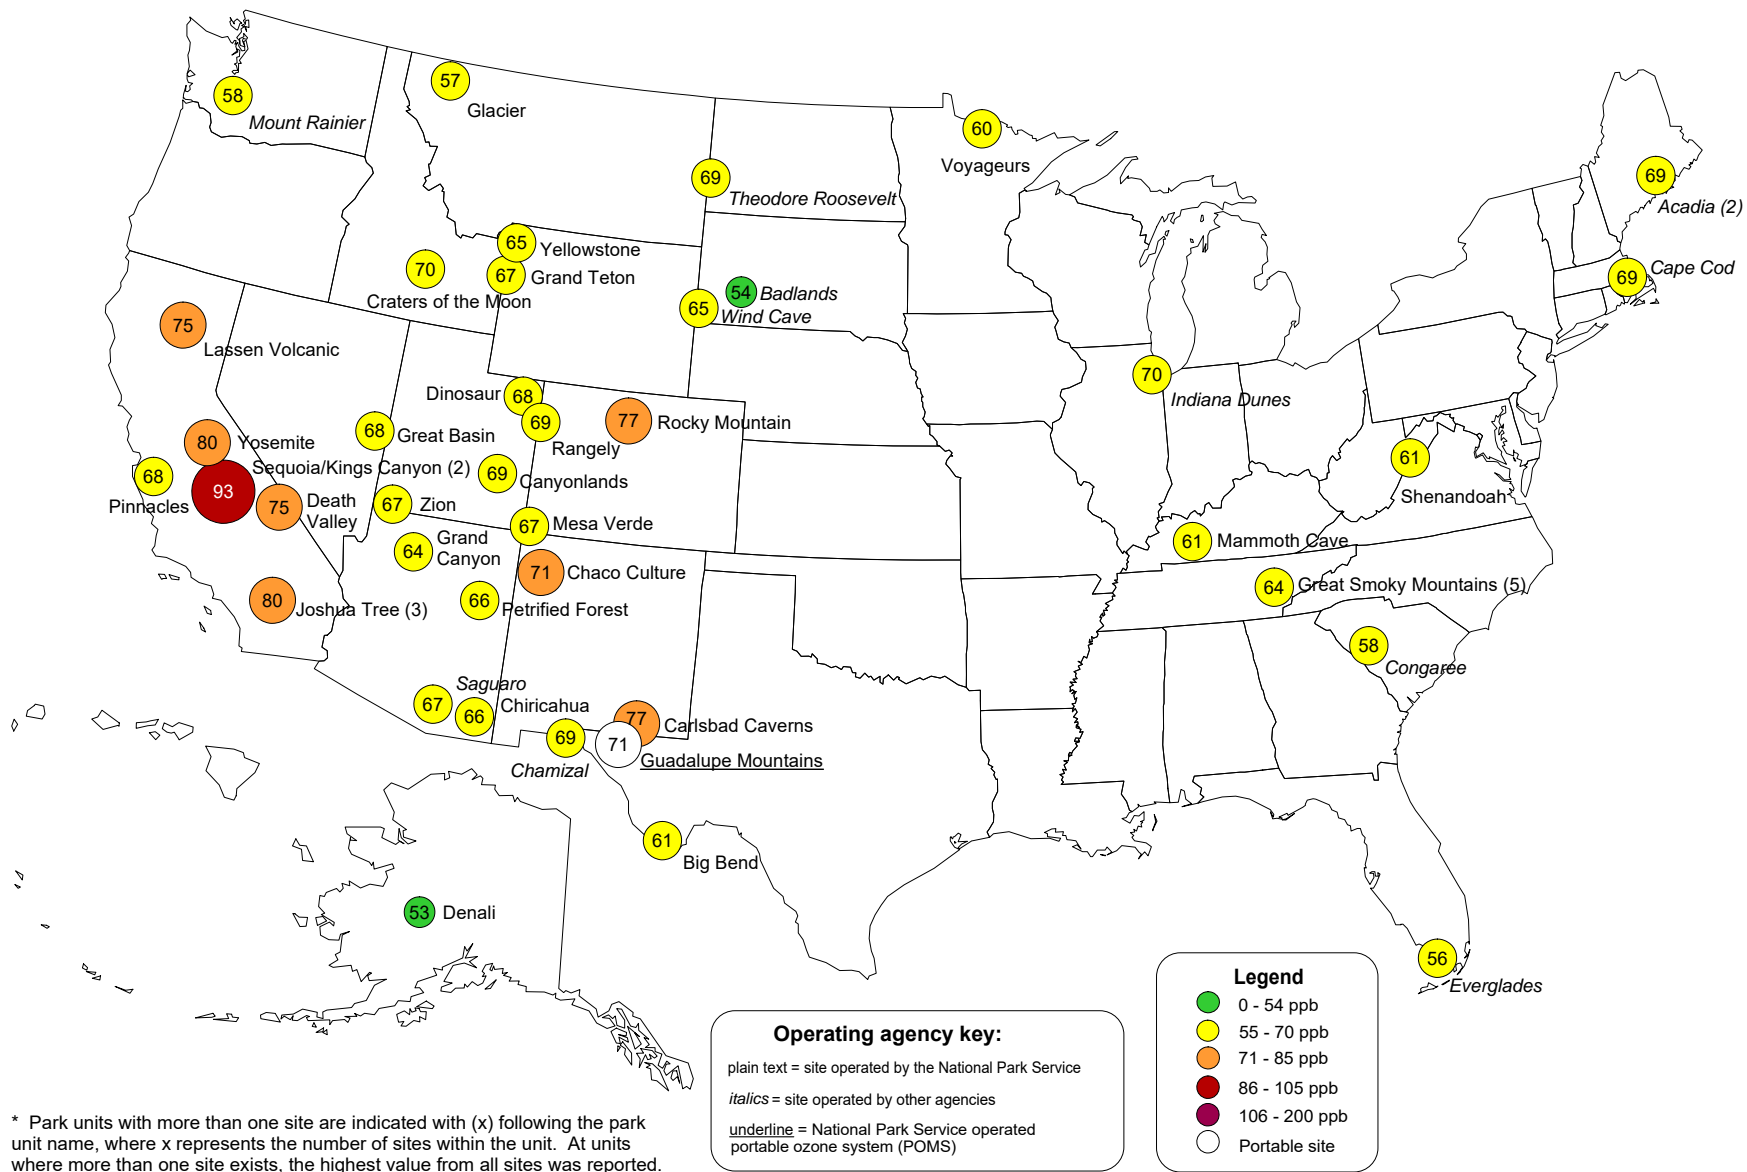 58
Mount Rainier
57
Glacier
60
Voyageurs
69
Theodore Roosevelt
69
Acadia (2)
65
Yellowstone
67
Grand Teton
70
Craters of the Moon
54
Badlands
65
Wind Cave
69
Cape Cod
75
Lassen Volcanic
70
Indiana Dunes
Dinosaur
68
69
Rangely
77
Rocky Mountain
68
Great Basin
80
Yosemite
Sequoia/Kings Canyon (2)
93
68
Pinnacles
75
Death
Valley
69
Canyonlands
67
Zion
61
Shenandoah
67
Mesa Verde
64
Grand
Canyon
61
Mammoth Cave
71
Chaco Culture
80
Joshua Tree (3)
66
Petrified Forest
64
Great Smoky Mountains (5)
58
Congaree
Saguaro
67
66
Chiricahua
77
Carlsbad Caverns
69
Chamizal
71
Guadalupe Mountains
61
Big Bend
53
Denali
56
Everglades
Legend
0 - 54 ppb
55 - 70 ppb
71 - 85 ppb
86 - 105 ppb
106 - 200 ppb
Portable site
Operating agency key:
plain text = site operated by the National Park Service
italics = site operated by other agencies
underline = National Park Service operated
portable ozone system (POMS)
* Park units with more than one site are indicated with (x) following the park
unit name, where x represents the number of sites within the unit. At units
where more than one site exists, the highest value from all sites was reported.